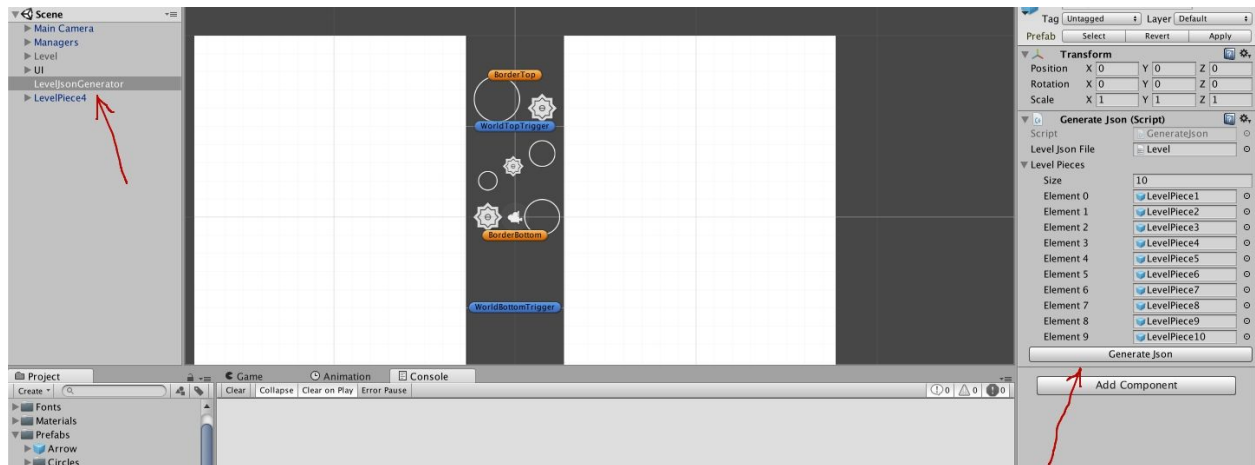 Scene
Main Camera
Managers
Level
UI
LevelJsonGenerator
LevelPiece4
BorderTop
WorldTopTrigger
BorderBottom
WorldBottomTrigger
Tag Untagged Layer Default
Prefab Select Revert Apply
Transform
Position X 0 Y 0 Z 0
Rotation X 0 Y 0 Z 0
Scale X 1 Y 1 Z 1
Generate Json (Script)
Script GenerateJson
Level Json File Level
Level Pieces
Size 10
Element 0 LevelPiece1
Element 1 LevelPiece2
Element 2 LevelPiece3
Element 3 LevelPiece4
Element 4 LevelPiece5
Element 5 LevelPiece6
Element 6 LevelPiece7
Element 7 LevelPiece8
Element 8 LevelPiece9
Element 9 LevelPiece10
Generate Json
Add Component
Project
Create
Fonts
Materials
Prefabs
Arrow
Circles
Game Animation Console
Clear Collapse Clear on Play Error Pause 0 0 0